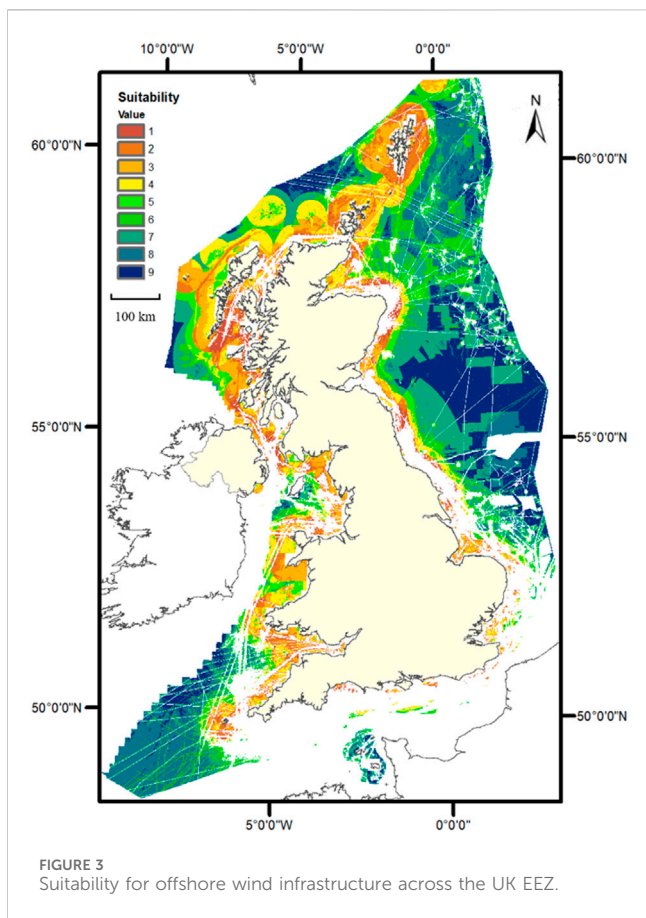 10°0'0"W 5°0'0"W 0°0'0"
Suitability
Value
1
2
3
4
5
6
7
8
9
100 km
N
60°0'0"N 60°0'0"N
55°0'0"N 55°0'0"N
50°0'0"N 50°0'0"N
5°0'0"W 0°0'0"
FIGURE 3
Suitability for offshore wind infrastructure across the UK EEZ.